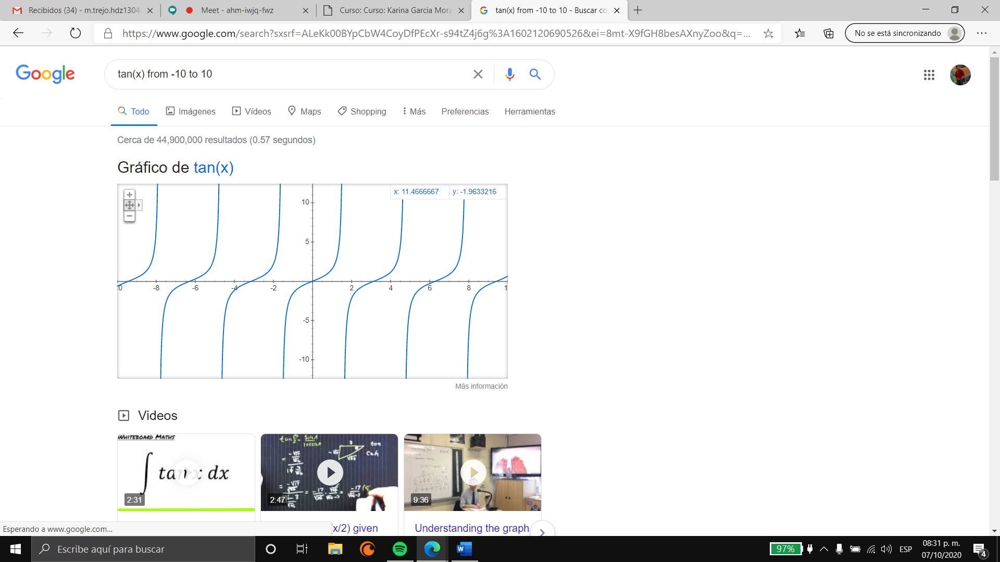 Recibidos (34) - m.trejo.hdz1304
Meet - ahm-iwjq-fwz
Curso: Curso: Karina Garcia Mora
tan(x) from -10 to 10 - Buscar co
https://www.google.com/search?sxsrf=ALeKk00BYpCbW4CoyDfPEcXr-s94tZ4j6g%3A1602120690526&ei=8mt-X9fGH8besAXnyZoo&q=...
No se está sincronizando
Google
tan(x) from -10 to 10
Todo
Imágenes
Vídeos
Maps
Shopping
Más
Preferencias
Herramientas
Cerca de 44,900,000 resultados (0.57 segundos)
Gráfico de tan(x)
x: 11.4666667
y: -1.9633216
10
5
0
-8
-6
-4
-2
2
4
6
8
1
-5
-10
Más información
Videos
WHITEBOARD MATHS
∫ tan x dx
2:31
2:47
9:36
(x/2) given
Understanding the graph
Esperando a www.google.com...
Escribe aquí para buscar
97%
ESP
08:31 p. m.
07/10/2020
4